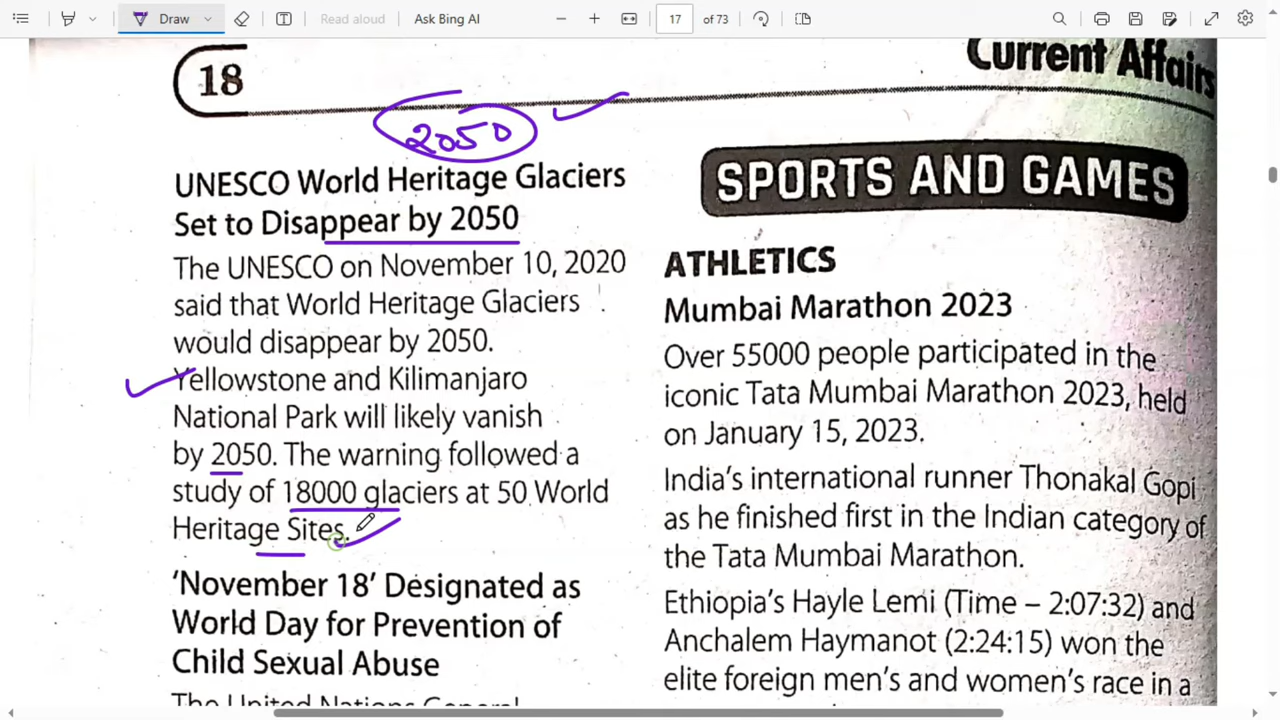 Draw
Read aloud
Ask Bing AI
17
of 73
18
Current Affairs
2050
UNESCO World Heritage Glaciers
Set to Disappear by 2050
The UNESCO on November 10, 2020
said that World Heritage Glaciers
would disappear by 2050.
Yellowstone and Kilimanjaro
National Park will likely vanish
by 2050. The warning followed a
study of 18000 glaciers at 50 World
Heritage Sites.
‘November 18’ Designated as
World Day for Prevention of
Child Sexual Abuse
The United Nations General
SPORTS AND GAMES
ATHLETICS
Mumbai Marathon 2023
Over 55000 people participated in the
iconic Tata Mumbai Marathon 2023, held
on January 15, 2023.
India’s international runner Thonakal Gopi
as he finished first in the Indian category of
the Tata Mumbai Marathon.
Ethiopia’s Hayle Lemi (Time – 2:07:32) and
Anchalem Haymanot (2:24:15) won the
elite foreign men’s and women’s race in a